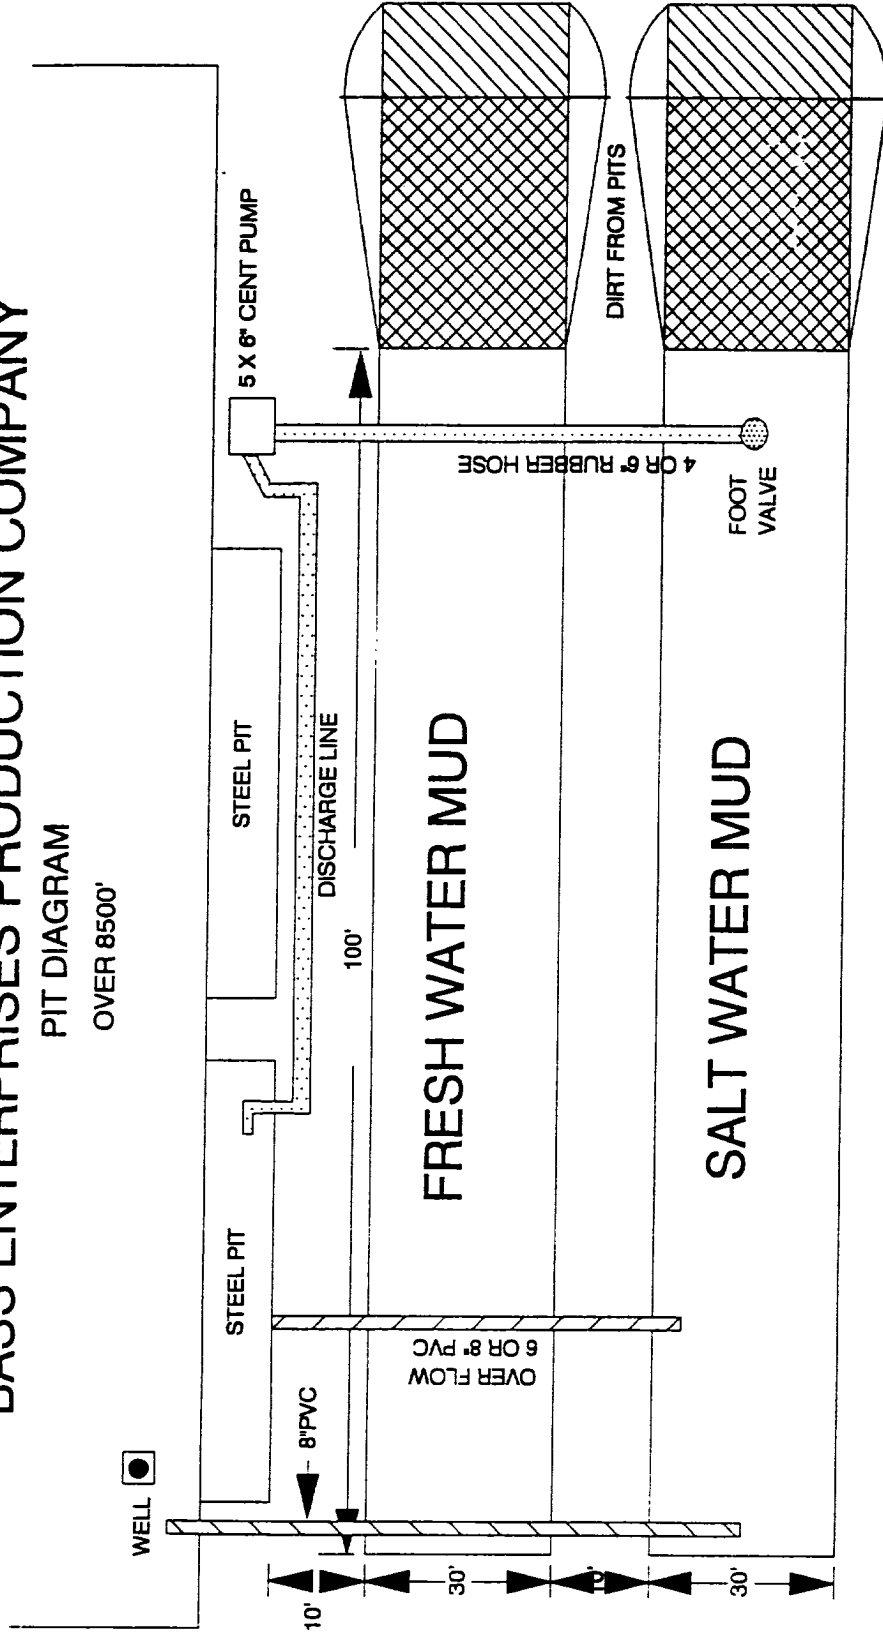 BASS ENTERPRISES PRODUCTION COMPANY
PIT DIAGRAM
OVER 8500'
WELL
STEEL PIT
STEEL PIT
5 X 6" CENT PUMP
8"PVC
DISCHARGE LINE
100'
10'
OVER FLOW
6 OR 8" PVC
4 OR 6" RUBBER HOSE
FRESH WATER MUD
30'
DIRT FROM PITS
10'
SALT WATER MUD
FOOT
VALVE
30'